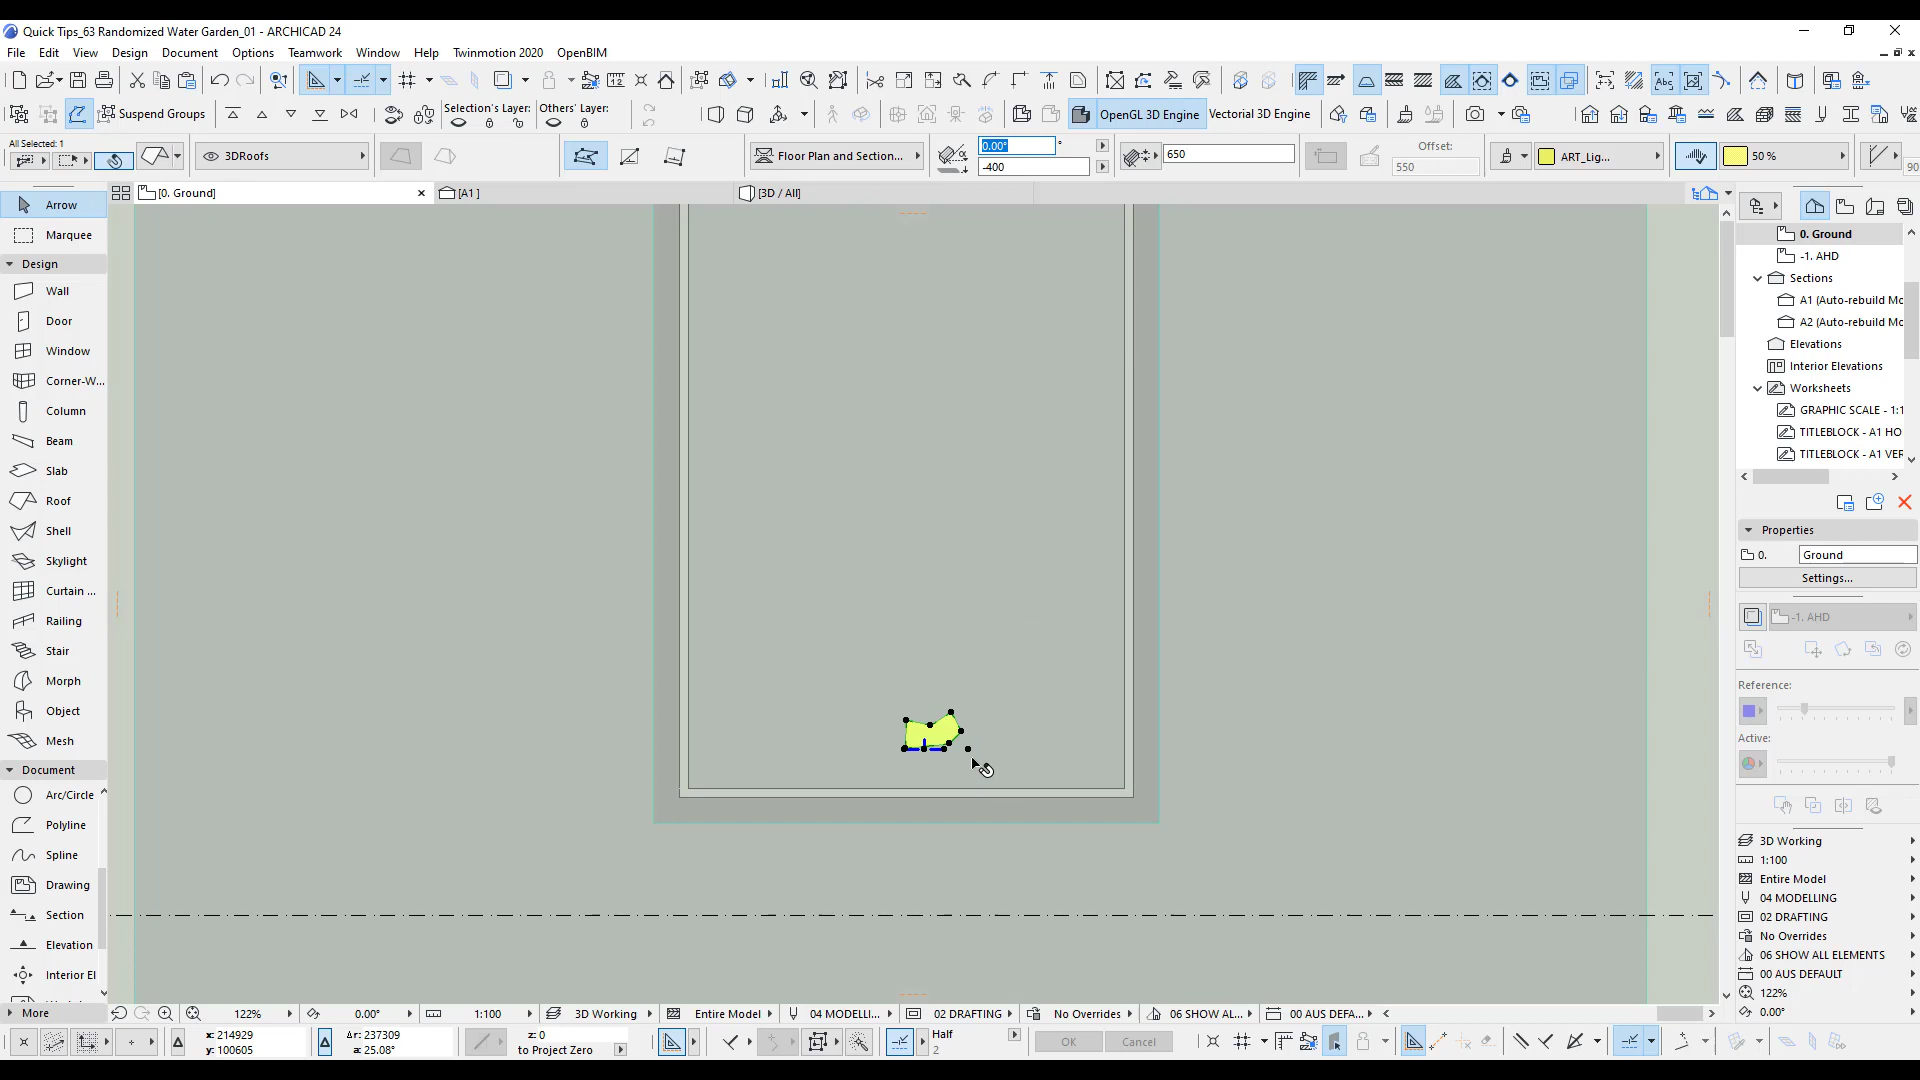 Quick Tips_63 Randomized Water Garden_01 - ARCHICAD 24
File Edit View Design Document Options Teamwork Window Help Twinmotion 2020 OpenBIM
Suspend Groups
Selection's Layer:
Others' Layer:
OpenGL 3D Engine
Vectorial 3D Engine
All Selected: 1
3DRoofs
Floor Plan and Section...
0.00°
-400
650
Offset:
550
ART_Lig...
50 %
90
[0. Ground]
[A1 ]
[3D / All]
Arrow
Marquee
Design
Wall
Door
Window
Corner-W...
Column
Beam
Slab
Roof
Shell
Skylight
Curtain ...
Railing
Stair
Morph
Object
Mesh
Document
Arc/Circle
Polyline
Spline
Drawing
Section
Elevation
Interior El
More
0. Ground
-1. AHD
Sections
A1 (Auto-rebuild Mo
A2 (Auto-rebuild Mo
Elevations
Interior Elevations
Worksheets
GRAPHIC SCALE - 1:1
TITLEBLOCK - A1 HO
TITLEBLOCK - A1 VER
Properties
0.
Ground
Settings...
-1. AHD
Reference:
Active:
3D Working
1:100
Entire Model
04 MODELLING
02 DRAFTING
No Overrides
06 SHOW ALL ELEMENTS
00 AUS DEFAULT
122%
0.00°
122%
0.00°
1:100
3D Working
Entire Model
04 MODELLI...
02 DRAFTING
No Overrides
06 SHOW AL...
00 AUS DEFA...
x: 214929
y: 100605
Δr: 237309
a: 25.08°
z: 0
to Project Zero
Half
2
OK
Cancel